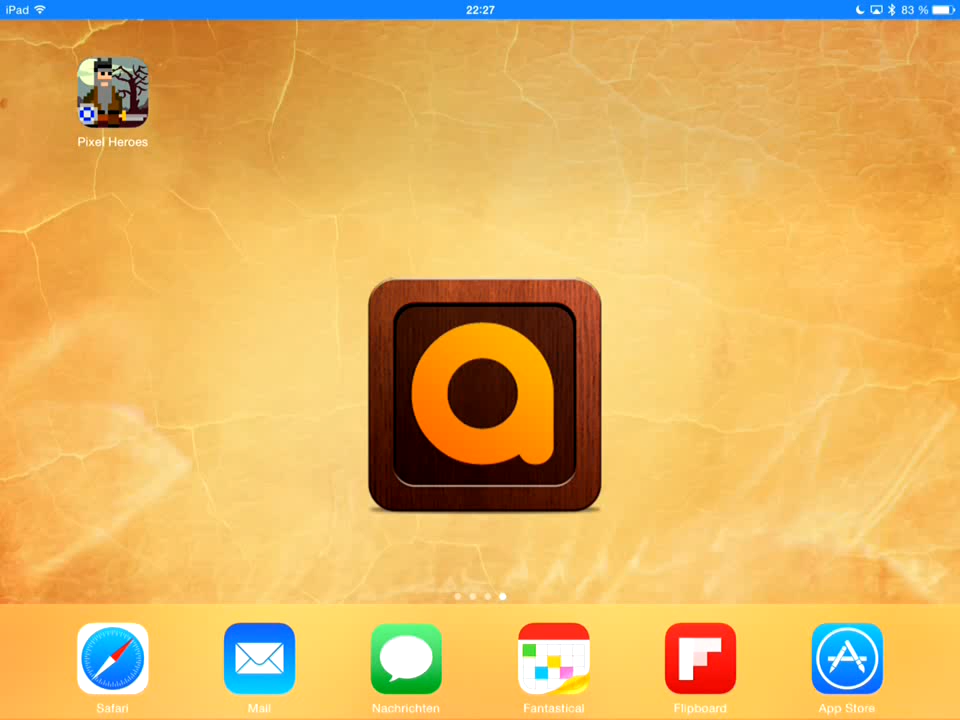 iPad 22:27 83 %
Pixel Heroes
a
Safari Mail Nachrichten Fantastical Flipboard App Store